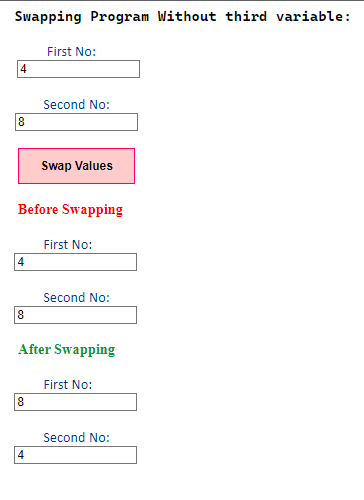 Swapping Program Without third variable:
First No:
4
Second No:
8
Swap Values
Before Swapping
First No:
4
Second No:
8
After Swapping
First No:
8
Second No:
4